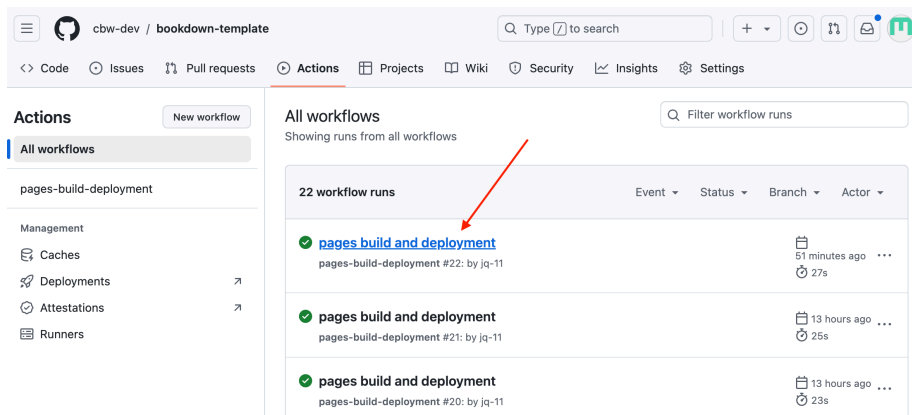 cbw-dev / bookdown-template
Type / to search
Code Issues Pull requests Actions Projects Wiki Security Insights Settings
Actions
New workflow
All workflows
pages-build-deployment
Management
Caches
Deployments
Attestations
Runners
All workflows
Showing runs from all workflows
Filter workflow runs
22 workflow runs
Event Status Branch Actor
pages build and deployment
pages-build-deployment #22: by jq-11
51 minutes ago
27s
pages build and deployment
pages-build-deployment #21: by jq-11
13 hours ago
25s
pages build and deployment
pages-build-deployment #20: by jq-11
13 hours ago
23s